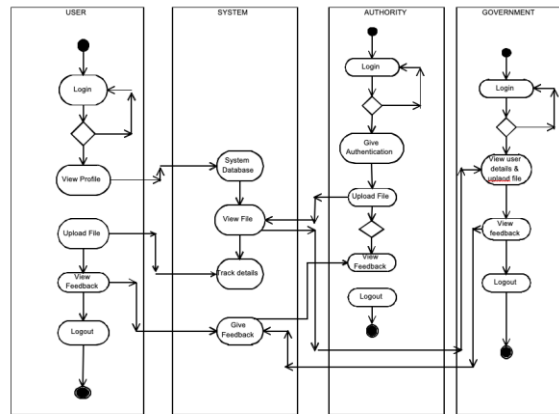 USER
SYSTEM
AUTHORITY
GOVERNMENT
Login
View Profile
Upload File
View
Feedback
Logout
System
Database
View File
Track details
Give
Feedback
Login
Give
Authentication
Upload File
View
Feedback
Logout
Login
View user
details &
uplaod file
View
feedback
Logout